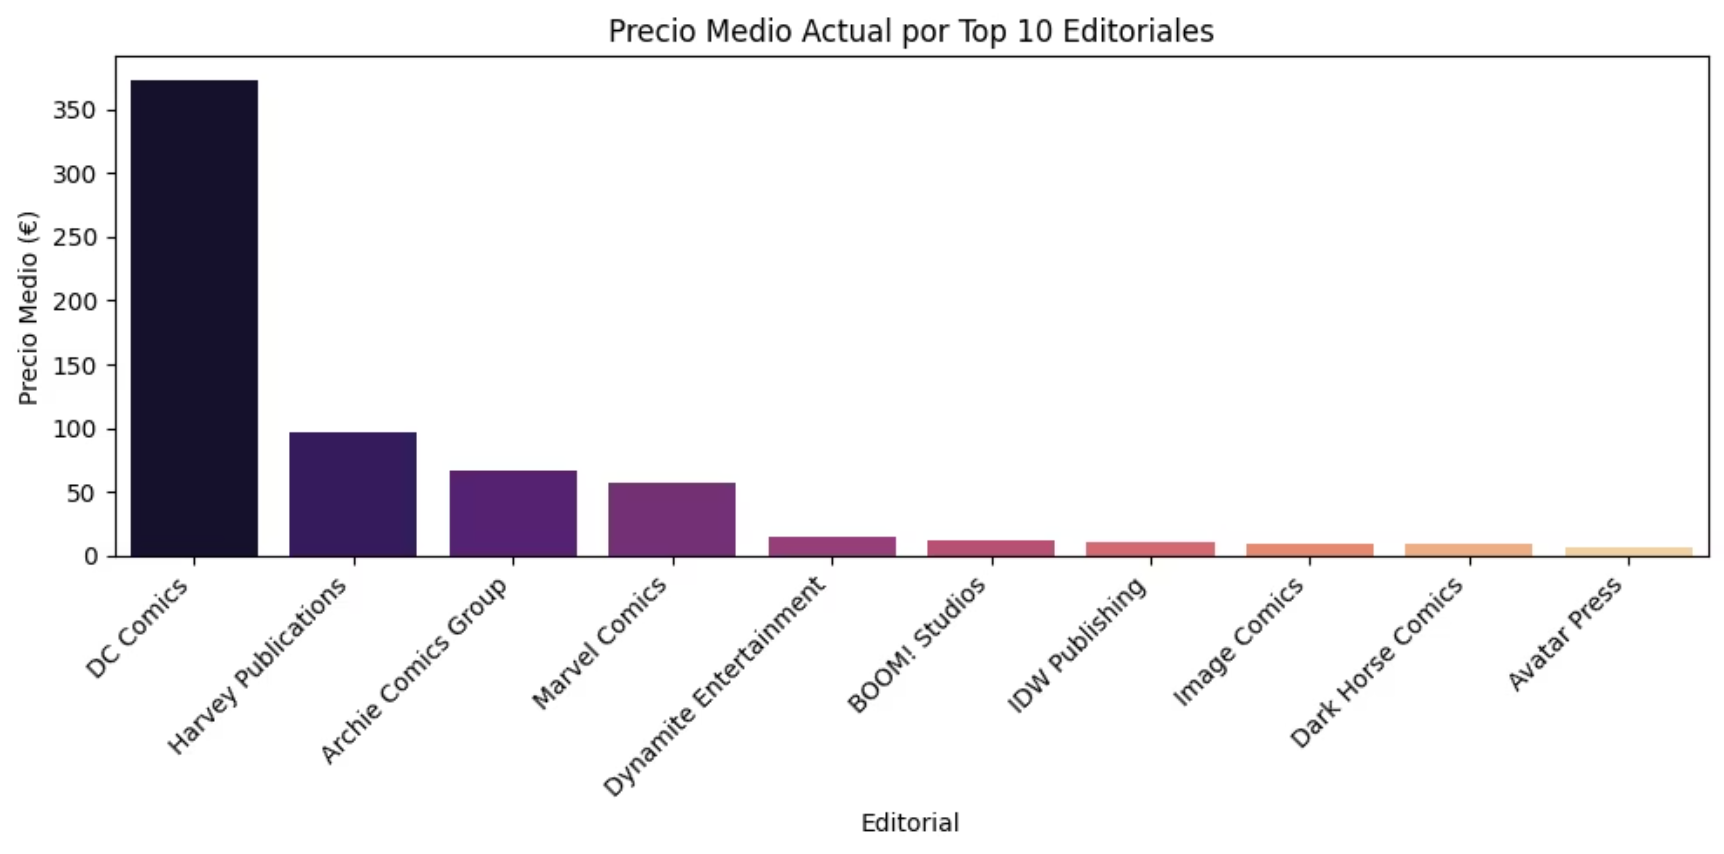 Precio Medio Actual por Top 10 Editoriales
Precio Medio (€)
350
300
250
200
150
100
50
0
DC Comics
Harvey Publications
Archie Comics Group
Marvel Comics
Dynamite Entertainment
BOOM! Studios
IDW Publishing
Image Comics
Dark Horse Comics
Avatar Press
Editorial